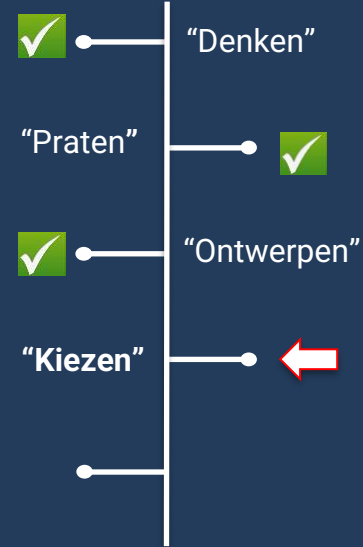 “Denken”
“Praten”
“Ontwerpen”
“Kiezen”